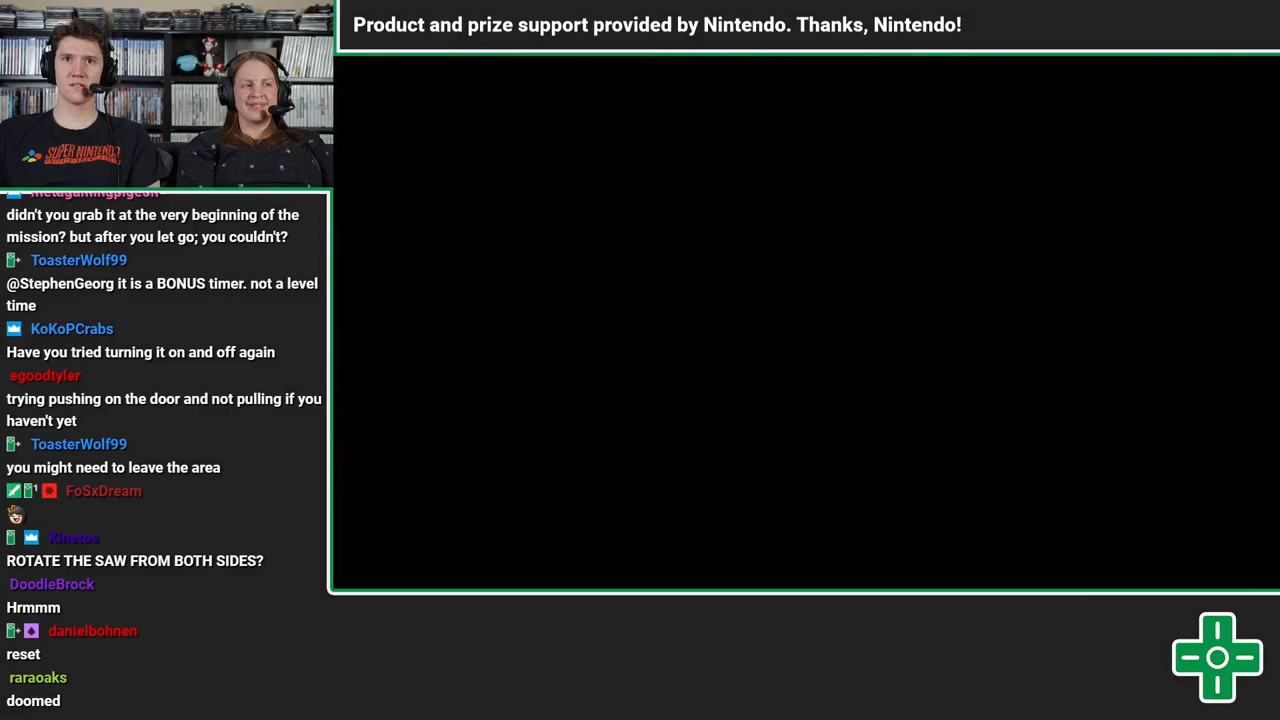 Product and prize support provided by Nintendo. Thanks, Nintendo!
SUPER NINTENDO
metagamingpigeon
didn't you grab it at the very beginning of the
mission? but after you let go; you couldn't?
ToasterWolf99
@StephenGeorg it is a BONUS timer. not a level
time
KoKoPCrabs
Have you tried turning it on and off again
egoodtyler
trying pushing on the door and not pulling if you
haven't yet
ToasterWolf99
you might need to leave the area
1 FoSxDream
Kinetos
ROTATE THE SAW FROM BOTH SIDES?
DoodleBrock
Hrmmm
danielbohnen
reset
raraoaks
doomed